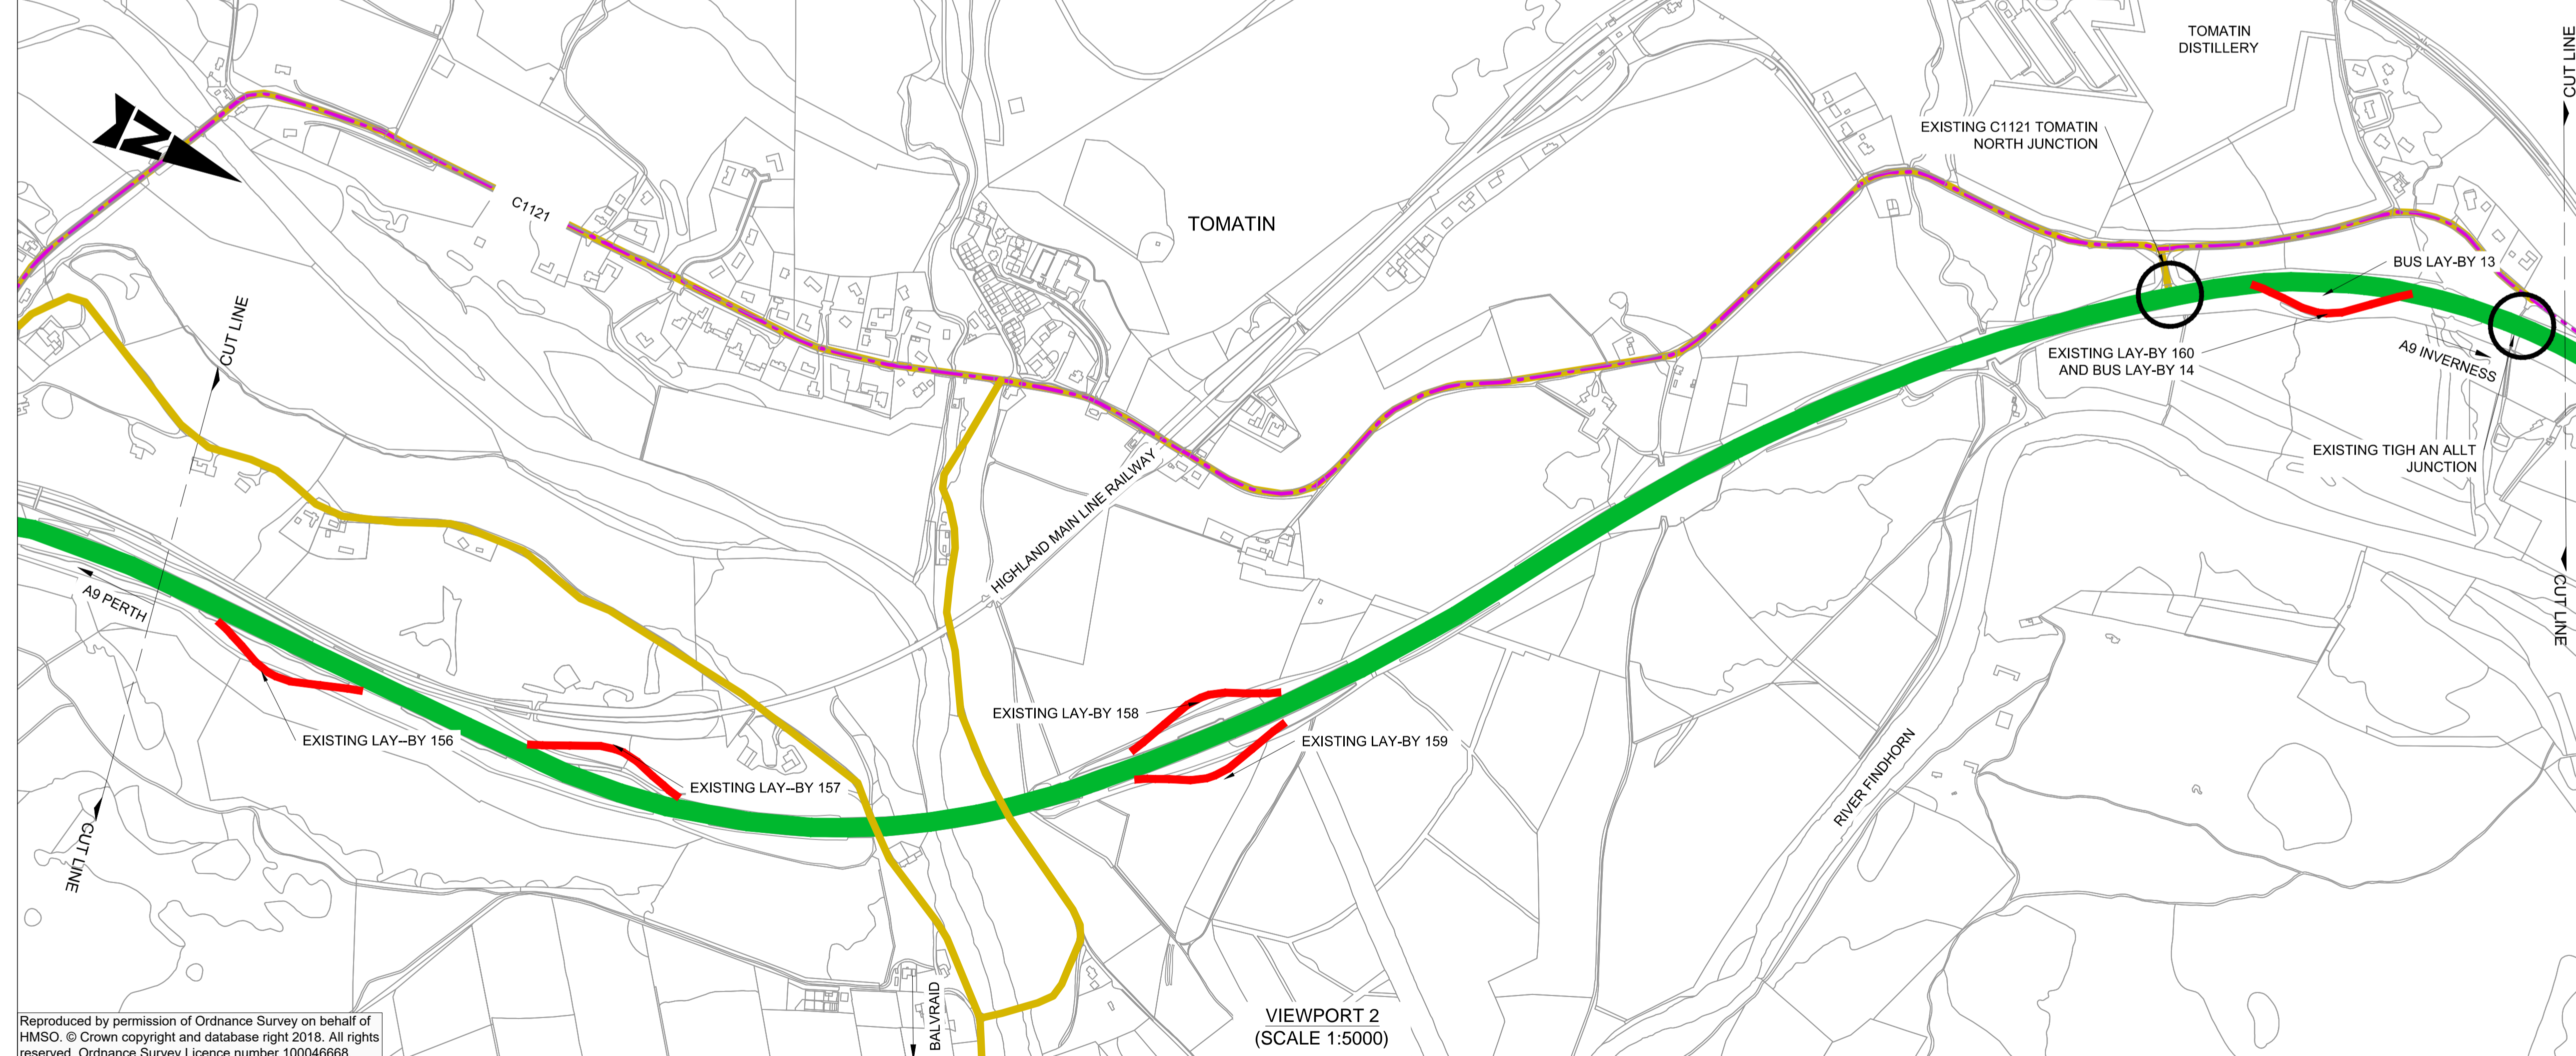 TOMATIN
DISTILLERY
CUT LINE
N
EXISTING C1121 TOMATIN
NORTH JUNCTION
C1121
TOMATIN
BUS LAY-BY 13
CUT LINE
EXISTING LAY-BY 160
AND BUS LAY-BY 14
A9 INVERNESS
EXISTING TIGH AN ALLT
JUNCTION
HIGHLAND MAIN LINE RAILWAY
A9 PERTH
CUT LINE
EXISTING LAY-BY 158
EXISTING LAY--BY 156
EXISTING LAY-BY 159
EXISTING LAY--BY 157
RIVER FINDHORN
CUT LINE
BALVRAID
VIEWPORT 2
(SCALE 1:5000)
Reproduced by permission of Ordnance Survey on behalf of
HMSO. © Crown copyright and database right 2018. All rights
reserved. Ordnance Survey Licence number 100046668